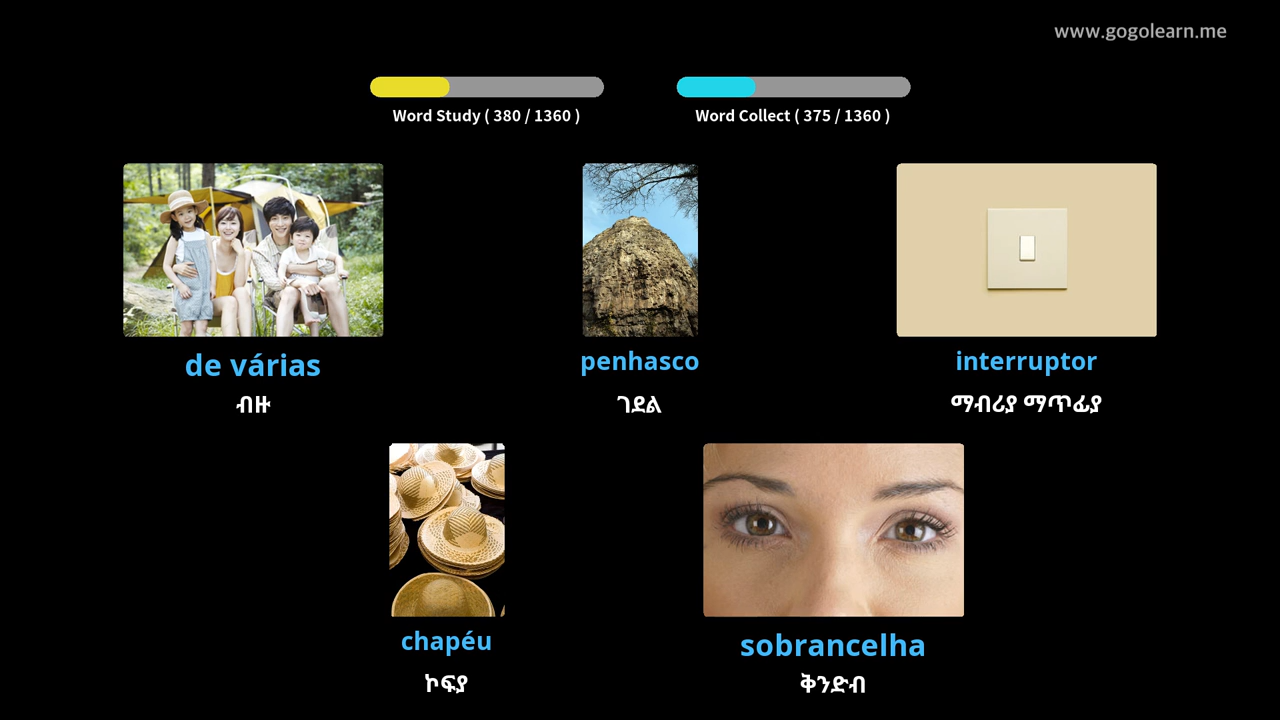 www.gogolearn.me
Word Study ( 380 / 1360 )
Word Collect ( 375 / 1360 )
de várias
ብዙ
penhasco
ገደል
interruptor
ማብሪያ ማጥፊያ
chapéu
ኮፍያ
sobrancelha
ቅንድብ